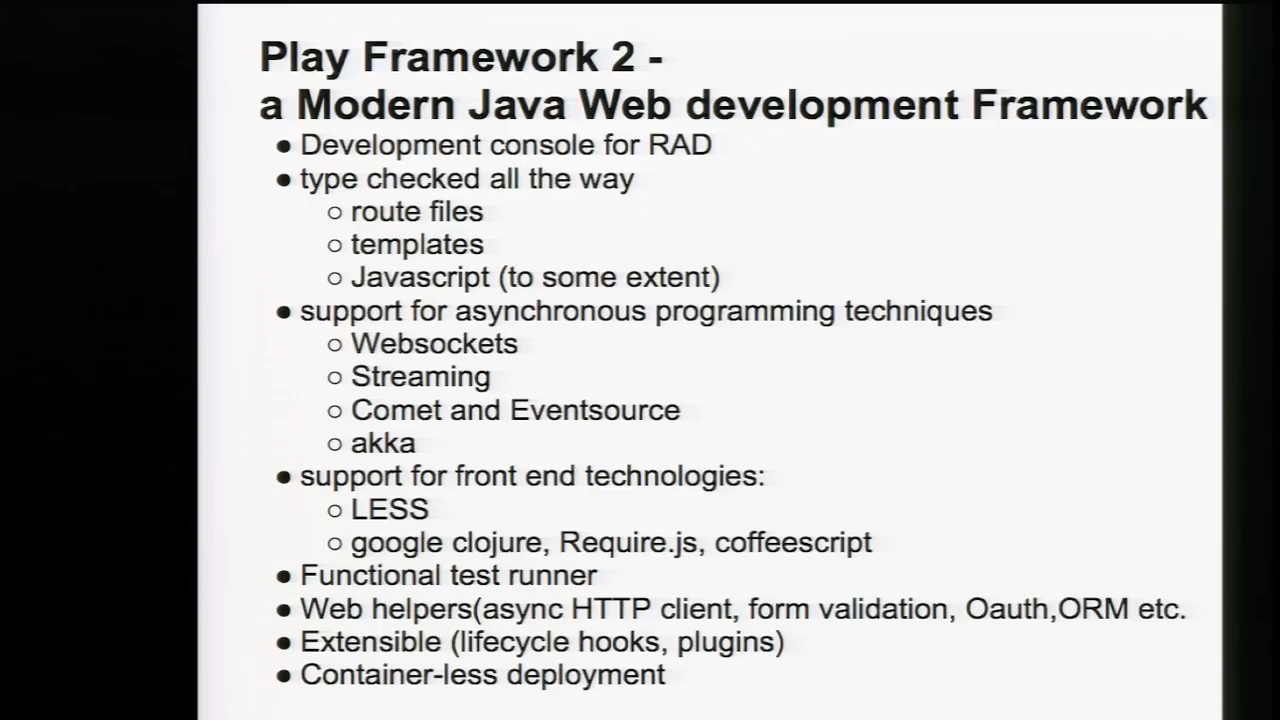 Play Framework 2 -
a Modern Java Web development Framework
● Development console for RAD
● type checked all the way
○ route files
○ templates
○ Javascript (to some extent)
● support for asynchronous programming techniques
○ Websockets
○ Streaming
○ Comet and Eventsource
○ akka
● support for front end technologies:
○ LESS
○ google clojure, Require.js, coffeescript
● Functional test runner
● Web helpers(async HTTP client, form validation, Oauth,ORM etc.
● Extensible (lifecycle hooks, plugins)
● Container-less deployment